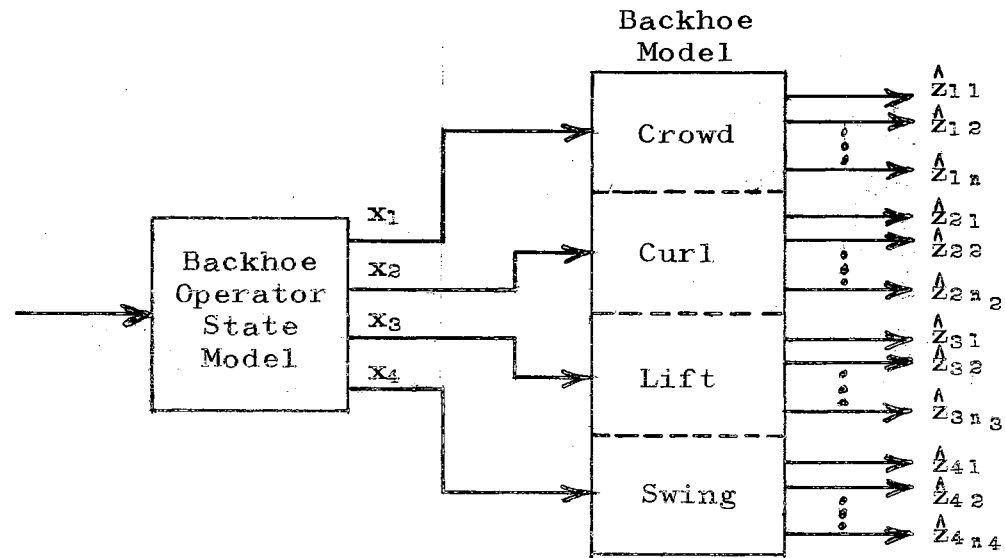 Backhoe
Model
Crowd
Curl
Lift
Swing
Backhoe
Operator
State
Model
x₁
x₂
x₃
x₄
ẑ₁₁
ẑ₁₂
ẑ₁ₙ
ẑ₂₁
ẑ₂₂
ẑ₂ₙ₂
ẑ₃₁
ẑ₃₂
ẑ₃ₙ₃
ẑ₄₁
ẑ₄₂
ẑ₄ₙ₄